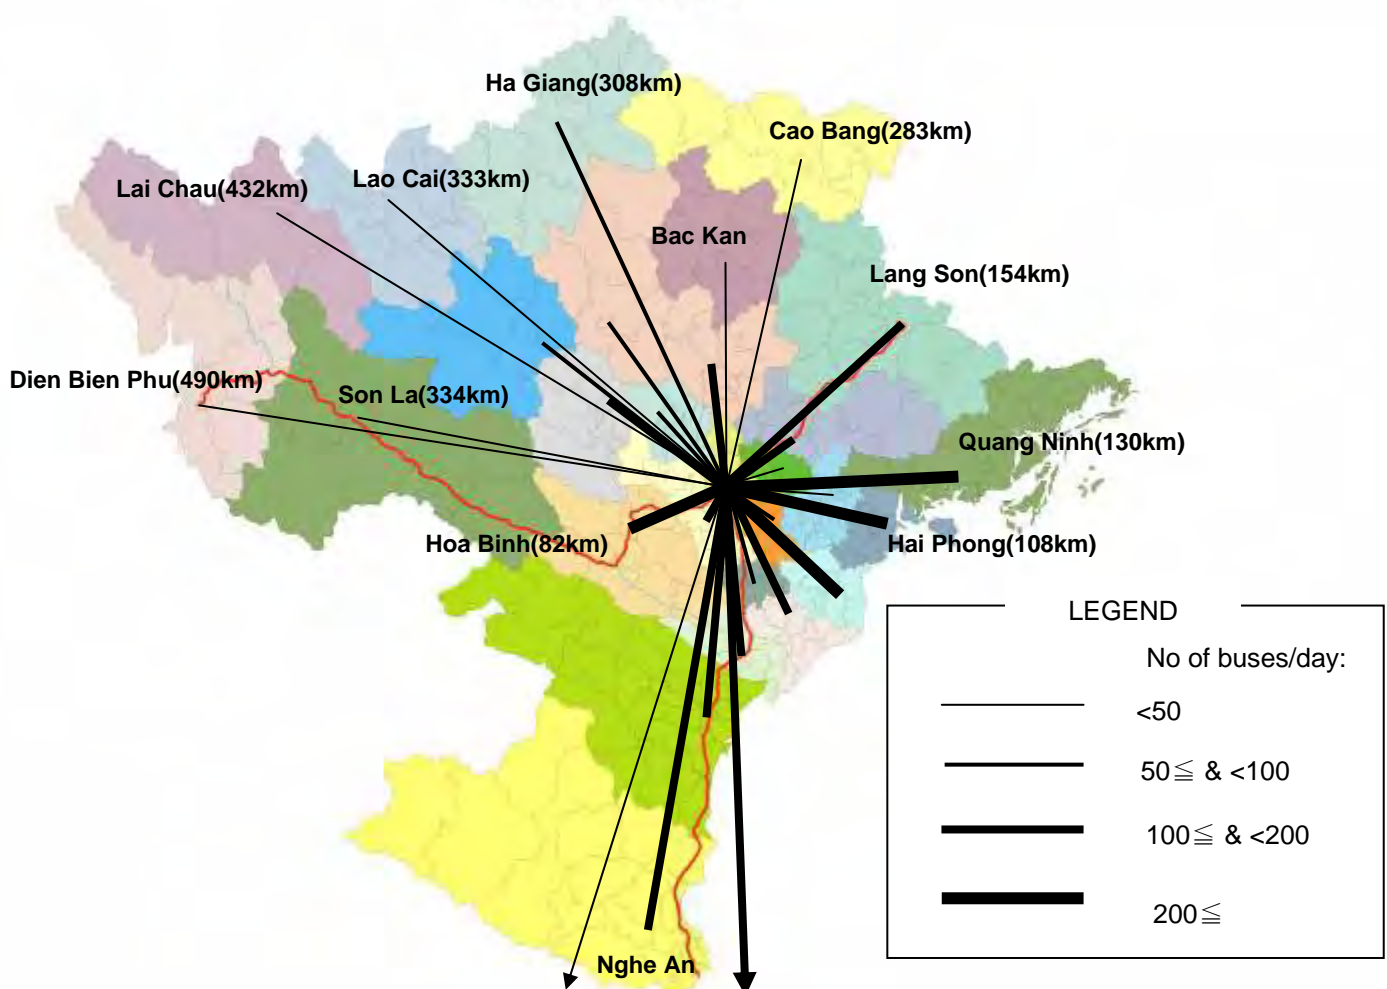 Ha Giang(308km)
Cao Bang(283km)
Lai Chau(432km)
Lao Cai(333km)
Bac Kan
Lang Son(154km)
Dien Bien Phu(490km)
Son La(334km)
Quang Ninh(130km)
Hoa Binh(82km)
Hai Phong(108km)
LEGEND
No of buses/day:
<50
50≦ & <100
100≦ & <200
200≦
Nghe An